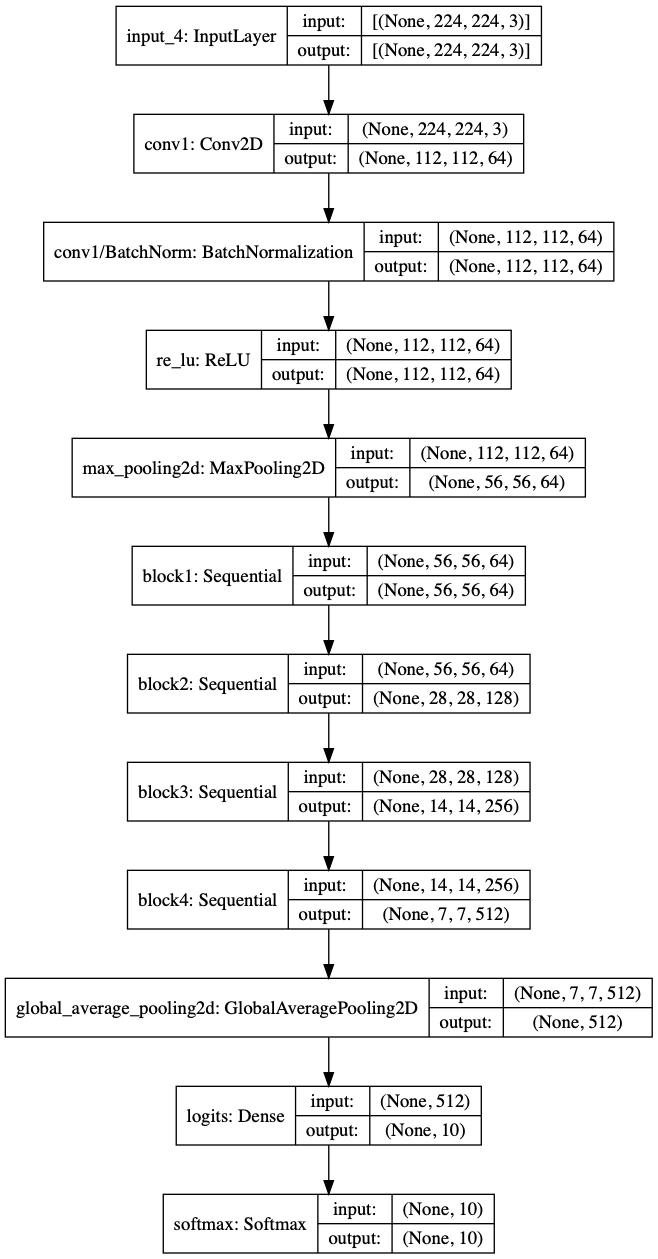 input_4: InputLayer
input: [(None, 224, 224, 3)]
output: [(None, 224, 224, 3)]
conv1: Conv2D
input: (None, 224, 224, 3)
output: (None, 112, 112, 64)
conv1/BatchNorm: BatchNormalization
input: (None, 112, 112, 64)
output: (None, 112, 112, 64)
re_lu: ReLU
input: (None, 112, 112, 64)
output: (None, 112, 112, 64)
max_pooling2d: MaxPooling2D
input: (None, 112, 112, 64)
output: (None, 56, 56, 64)
block1: Sequential
input: (None, 56, 56, 64)
output: (None, 56, 56, 64)
block2: Sequential
input: (None, 56, 56, 64)
output: (None, 28, 28, 128)
block3: Sequential
input: (None, 28, 28, 128)
output: (None, 14, 14, 256)
block4: Sequential
input: (None, 14, 14, 256)
output: (None, 7, 7, 512)
global_average_pooling2d: GlobalAveragePooling2D
input: (None, 7, 7, 512)
output: (None, 512)
logits: Dense
input: (None, 512)
output: (None, 10)
softmax: Softmax
input: (None, 10)
output: (None, 10)